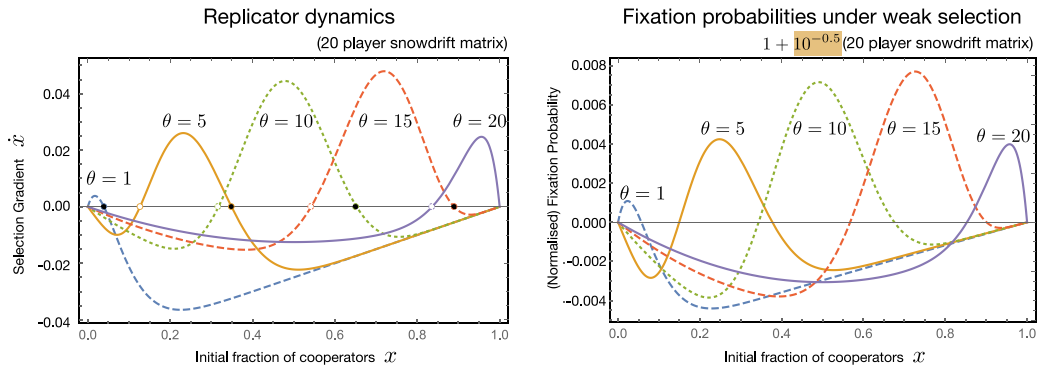 Replicator dynamics
(20 player snowdrift matrix)
Selection Gradient ẋ
0.04
0.02
0.00
-0.02
-0.04
θ = 1
θ = 5
θ = 10
θ = 15
θ = 20
0.0 0.2 0.4 0.6 0.8 1.0
Initial fraction of cooperators x
Fixation probabilities under weak selection
1 + 10^{-0.5}(20 player snowdrift matrix)
(Normalised) Fixation Probability
0.008
0.006
0.004
0.002
0.000
-0.002
-0.004
θ = 1
θ = 5
θ = 10
θ = 15
θ = 20
0.0 0.2 0.4 0.6 0.8 1.0
Initial fraction of cooperators x